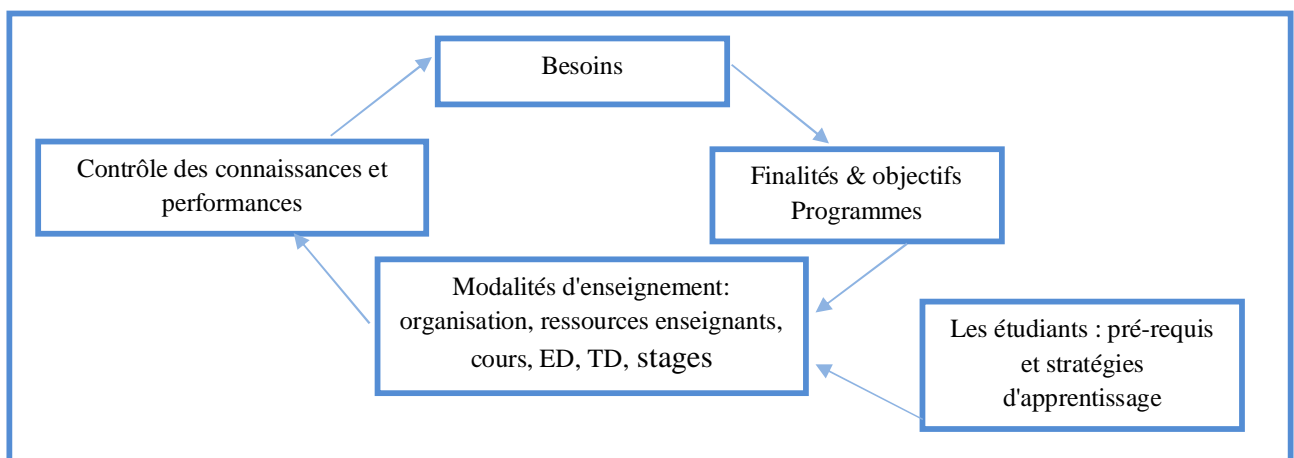 Besoins
Contrôle des connaissances et
performances
Finalités & objectifs
Programmes
Modalités d'enseignement:
organisation, ressources enseignants,
cours, ED, TD, stages
Les étudiants : pré-requis
et stratégies
d'apprentissage